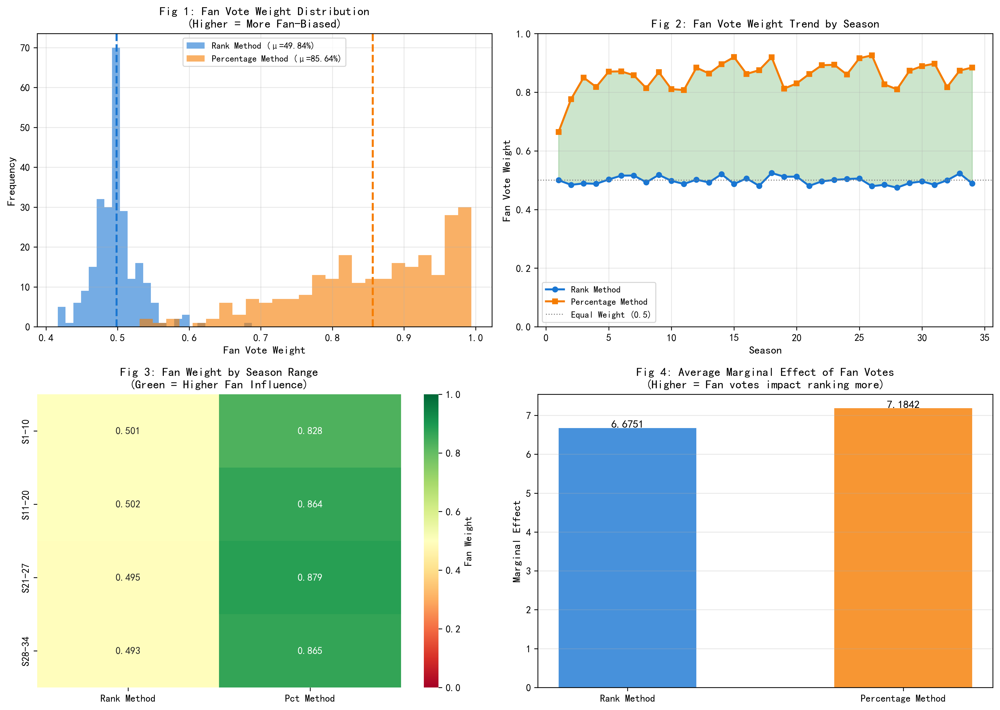 Fig 1: Fan Vote Weight Distribution
(Higher = More Fan-Biased)
Rank Method (μ=49.84%)
Percentage Method (μ=85.64%)
Frequency
70
60
50
40
30
20
10
0
0.4 0.5 0.6 0.7 0.8 0.9 1.0
Fan Vote Weight
Fig 2: Fan Vote Weight Trend by Season
Fan Vote Weight
1.0
0.8
0.6
0.4
0.2
0.0
Rank Method
Percentage Method
Equal Weight (0.5)
0 5 10 15 20 25 30 35
Season
Fig 3: Fan Weight by Season Range
(Green = Higher Fan Influence)
S1-10
0.501 0.828
S11-20
0.502 0.864
S21-27
0.495 0.879
S28-34
0.493 0.865
Rank Method Pct Method
1.0
0.8
0.6
0.4
0.2
0.0
Fan Weight
Fig 4: Average Marginal Effect of Fan Votes
(Higher = Fan votes impact ranking more)
Marginal Effect
7
6
5
4
3
2
1
0
6.6751
7.1842
Rank Method Percentage Method